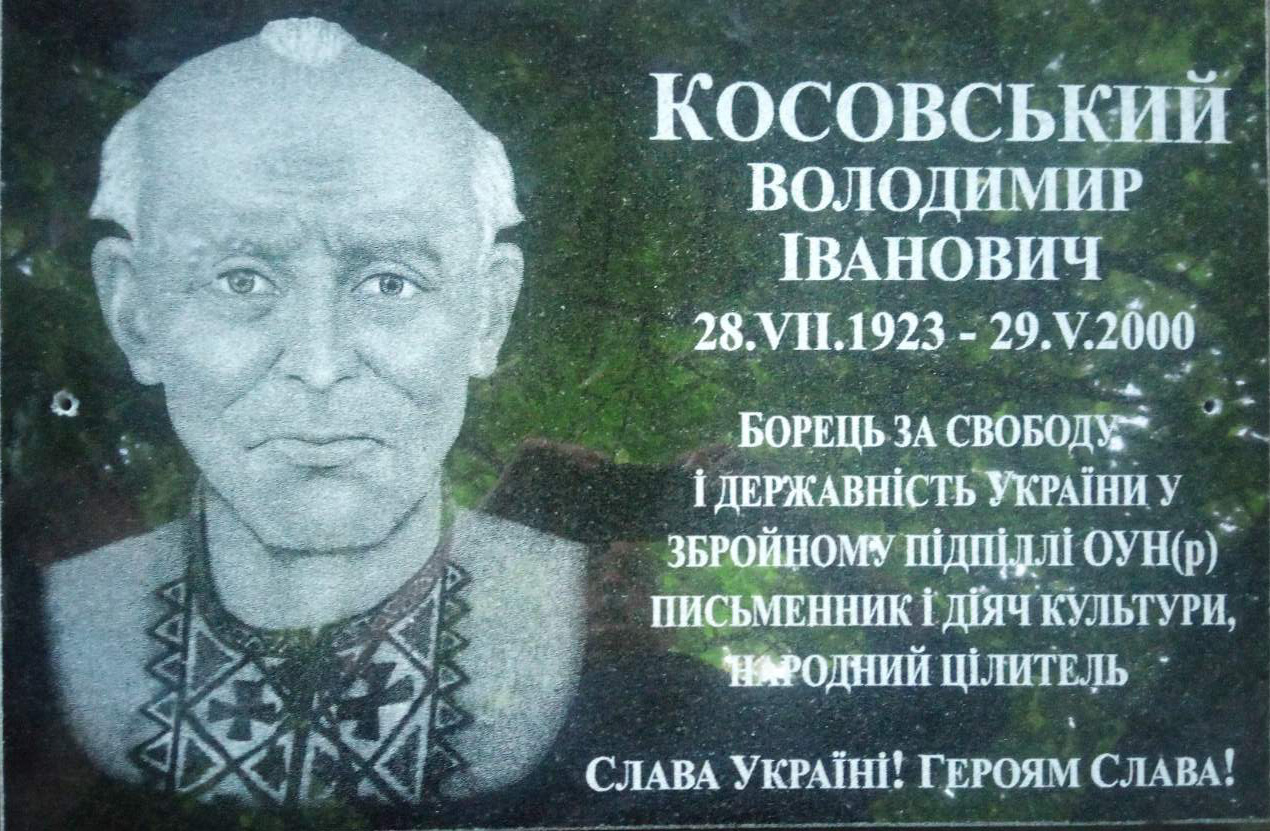 КОСОВСЬКИЙ
ВОЛОДИМИР
ІВАНОВИЧ
28.VII.1923 - 29.V.2000
БОРЕЦЬ ЗА СВОБОДУ
І ДЕРЖАВНІСТЬ УКРАЇНИ У
ЗБРОЙНОМУ ПІДПІЛЛІ ОУН(р)
ПИСЬМЕННИК І ДІЯЧ КУЛЬТУРИ,
НАРОДНИЙ ЦІЛИТЕЛЬ
СЛАВА УКРАЇНІ! ГЕРОЯМ СЛАВА!